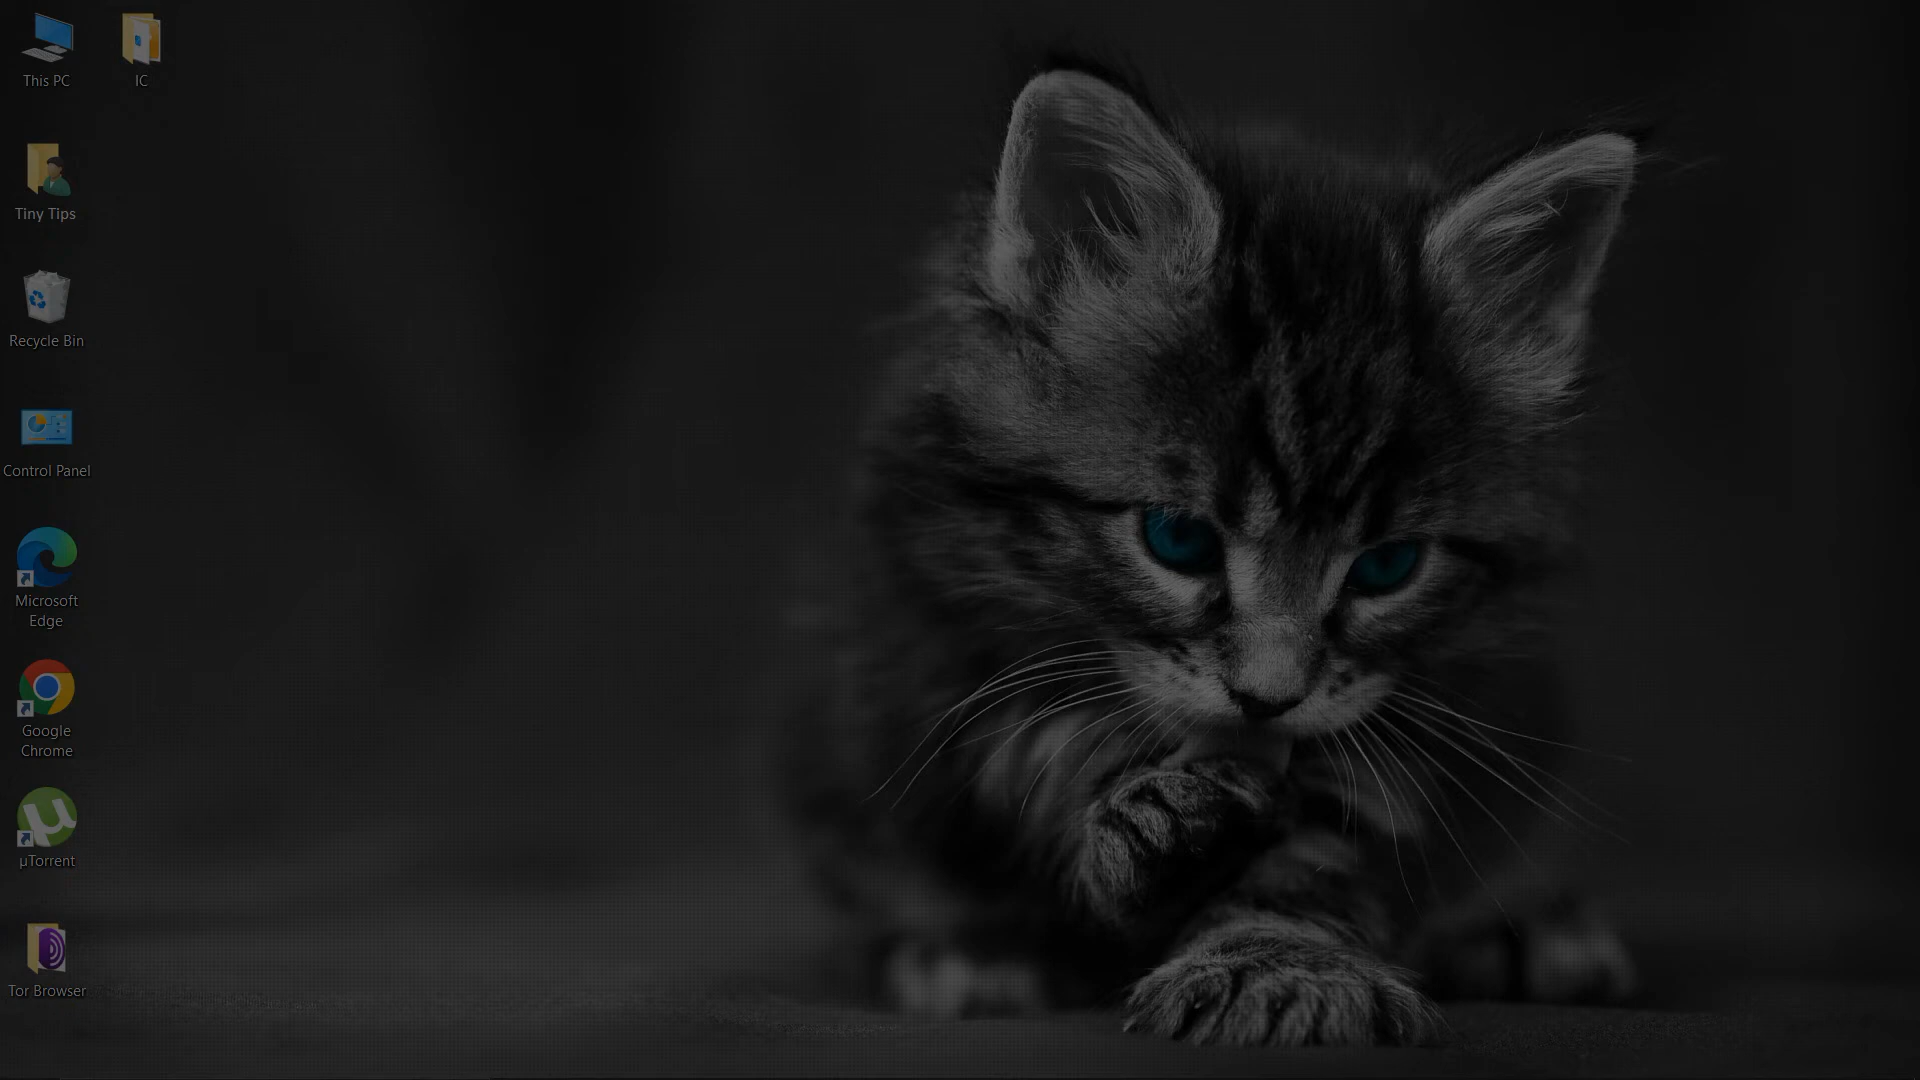 This PC
IC
Tiny Tips
Recycle Bin
Control Panel
Microsoft
Edge
Google
Chrome
µTorrent
Tor Browser